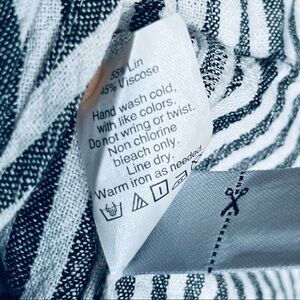 55% Lin
45% Viscose
Hand wash cold,
with like colors.
Do not wring or twist.
Non chlorine
bleach only.
Line dry.
Warm iron as needed.